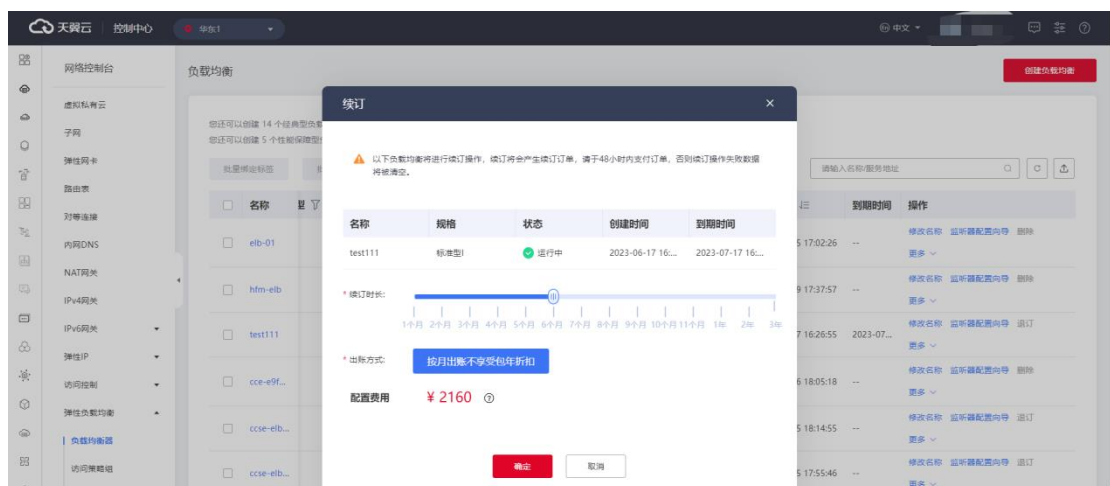 天翼云 控制中心 华东1 中文
网络控制台
负载均衡
创建负载均衡
虚拟私有云
子网
弹性网卡
路由表
对等连接
内网DNS
NAT网关
IPv4网关
IPv6网关
弹性IP
访问控制
弹性负载均衡
负载均衡器
访问策略组
您还可以创建 14 个经典型负载
您还可以创建 5 个性能保障型
批量绑定标签
请输入名称/服务地址
名称
到期时间 操作
elb-01
5 17:02:26 -- 修改名称 监听器配置向导 删除
更多
hfm-elb
9 17:37:57 -- 修改名称 监听器配置向导 删除
更多
test111
7 16:26:55 2023-07... 修改名称 监听器配置向导 退订
更多
cce-e9f...
6 18:05:18 -- 修改名称 监听器配置向导 删除
更多
ccse-elb...
5 18:14:55 -- 修改名称 监听器配置向导 退订
更多
ccse-elb...
5 17:55:46 -- 修改名称 监听器配置向导 退订
更多
续订
以下负载均衡将进行续订操作，续订将会产生续订订单，请于48小时内支付订单，否则续订操作失败数据
将被清空。
名称 规格 状态 创建时间 到期时间
test111 标准型I 运行中 2023-06-17 16:... 2023-07-17 16:...
* 续订时长:
1个月 2个月 3个月 4个月 5个月 6个月 7个月 8个月 9个月 10个月 11个月 1年 2年 3年
* 出账方式: 按月出账不享受包年折扣
配置费用 ¥ 2160
确定 取消